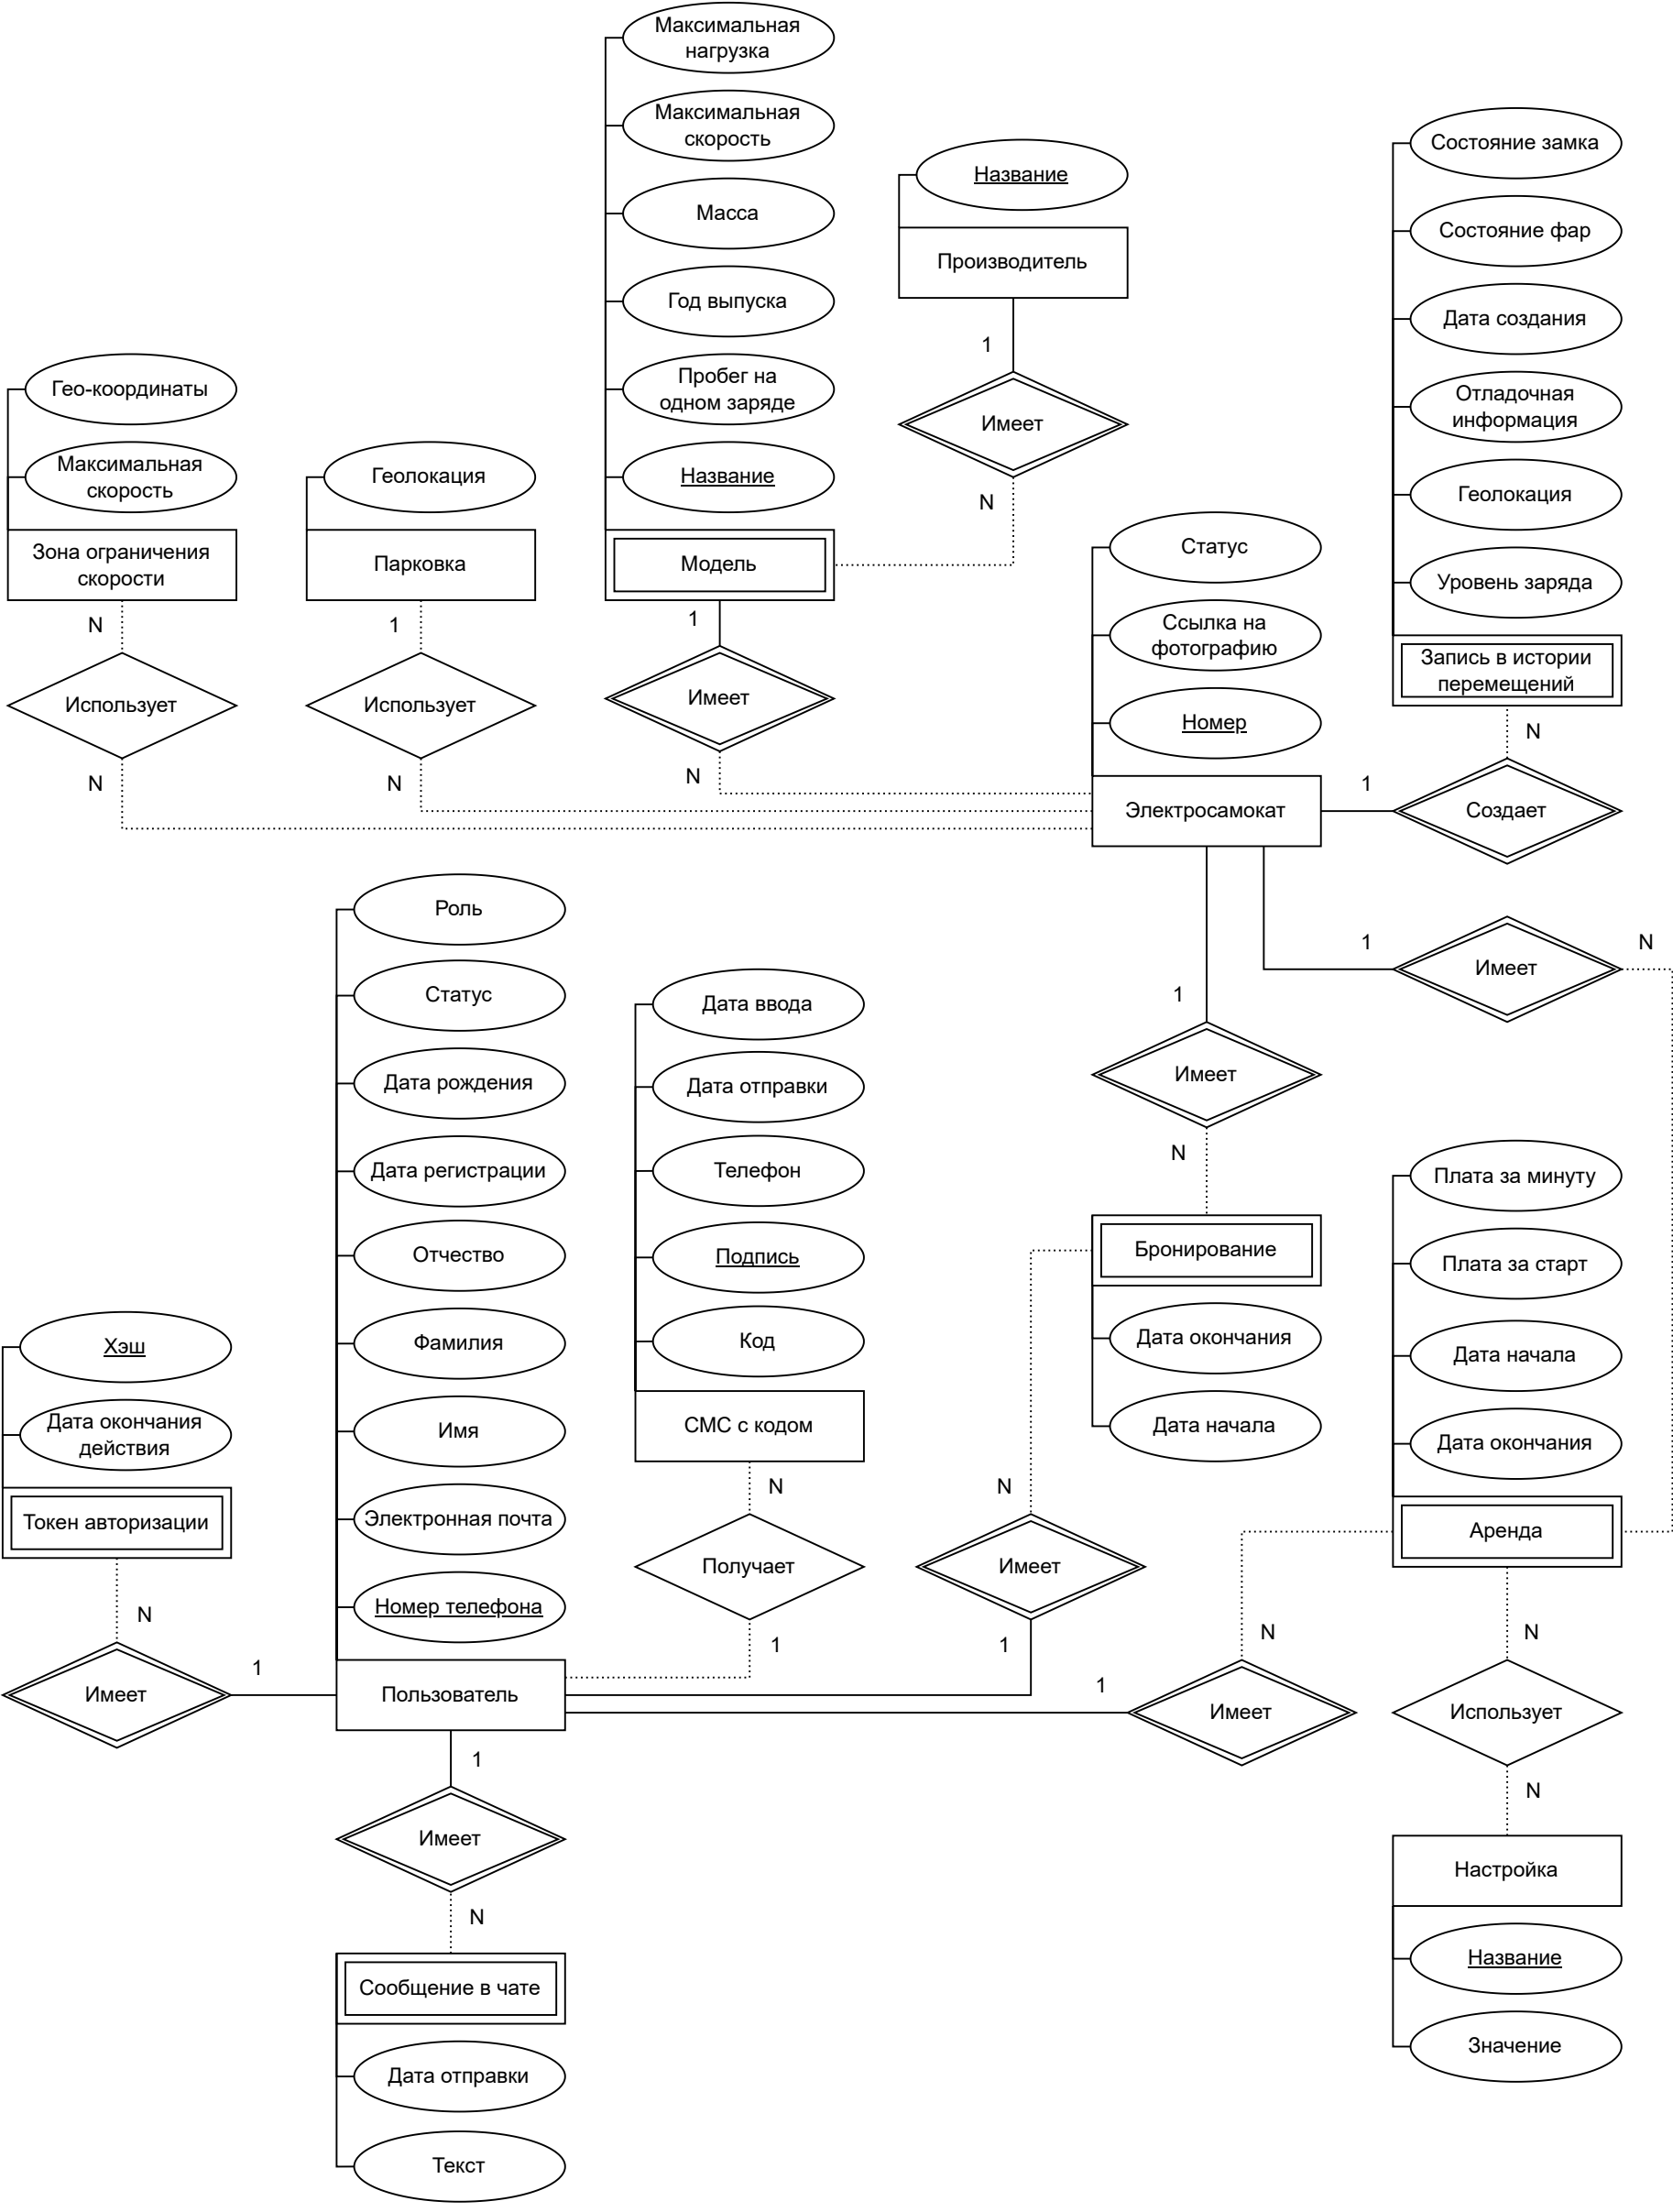 Максимальная
нагрузка
Максимальная
скорость
Масса
Год выпуска
Пробег на
одном заряде
Название
Модель
1
Имеет
N
Название
Производитель
1
Имеет
N
Гео-координаты
Максимальная
скорость
Зона ограничения
скорости
N
Использует
N
Геолокация
Парковка
1
Использует
N
Состояние замка
Состояние фар
Дата создания
Отладочная
информация
Геолокация
Уровень заряда
Запись в истории
перемещений
N
Создает
1
Статус
Ссылка на
фотографию
Номер
Электросамокат
1
Имеет
N
1
Имеет
N
Роль
Статус
Дата рождения
Дата регистрации
Отчество
Фамилия
Имя
Электронная почта
Номер телефона
Пользователь
Дата ввода
Дата отправки
Телефон
Подпись
Код
СМС с кодом
N
Получает
1
Хэш
Дата окончания
действия
Токен авторизации
N
Имеет
1
Бронирование
Дата окончания
Дата начала
N
Имеет
1
Плата за минуту
Плата за старт
Дата начала
Дата окончания
Аренда
N
Имеет
1
N
Использует
N
Настройка
Название
Значение
1
Имеет
N
Сообщение в чате
Дата отправки
Текст